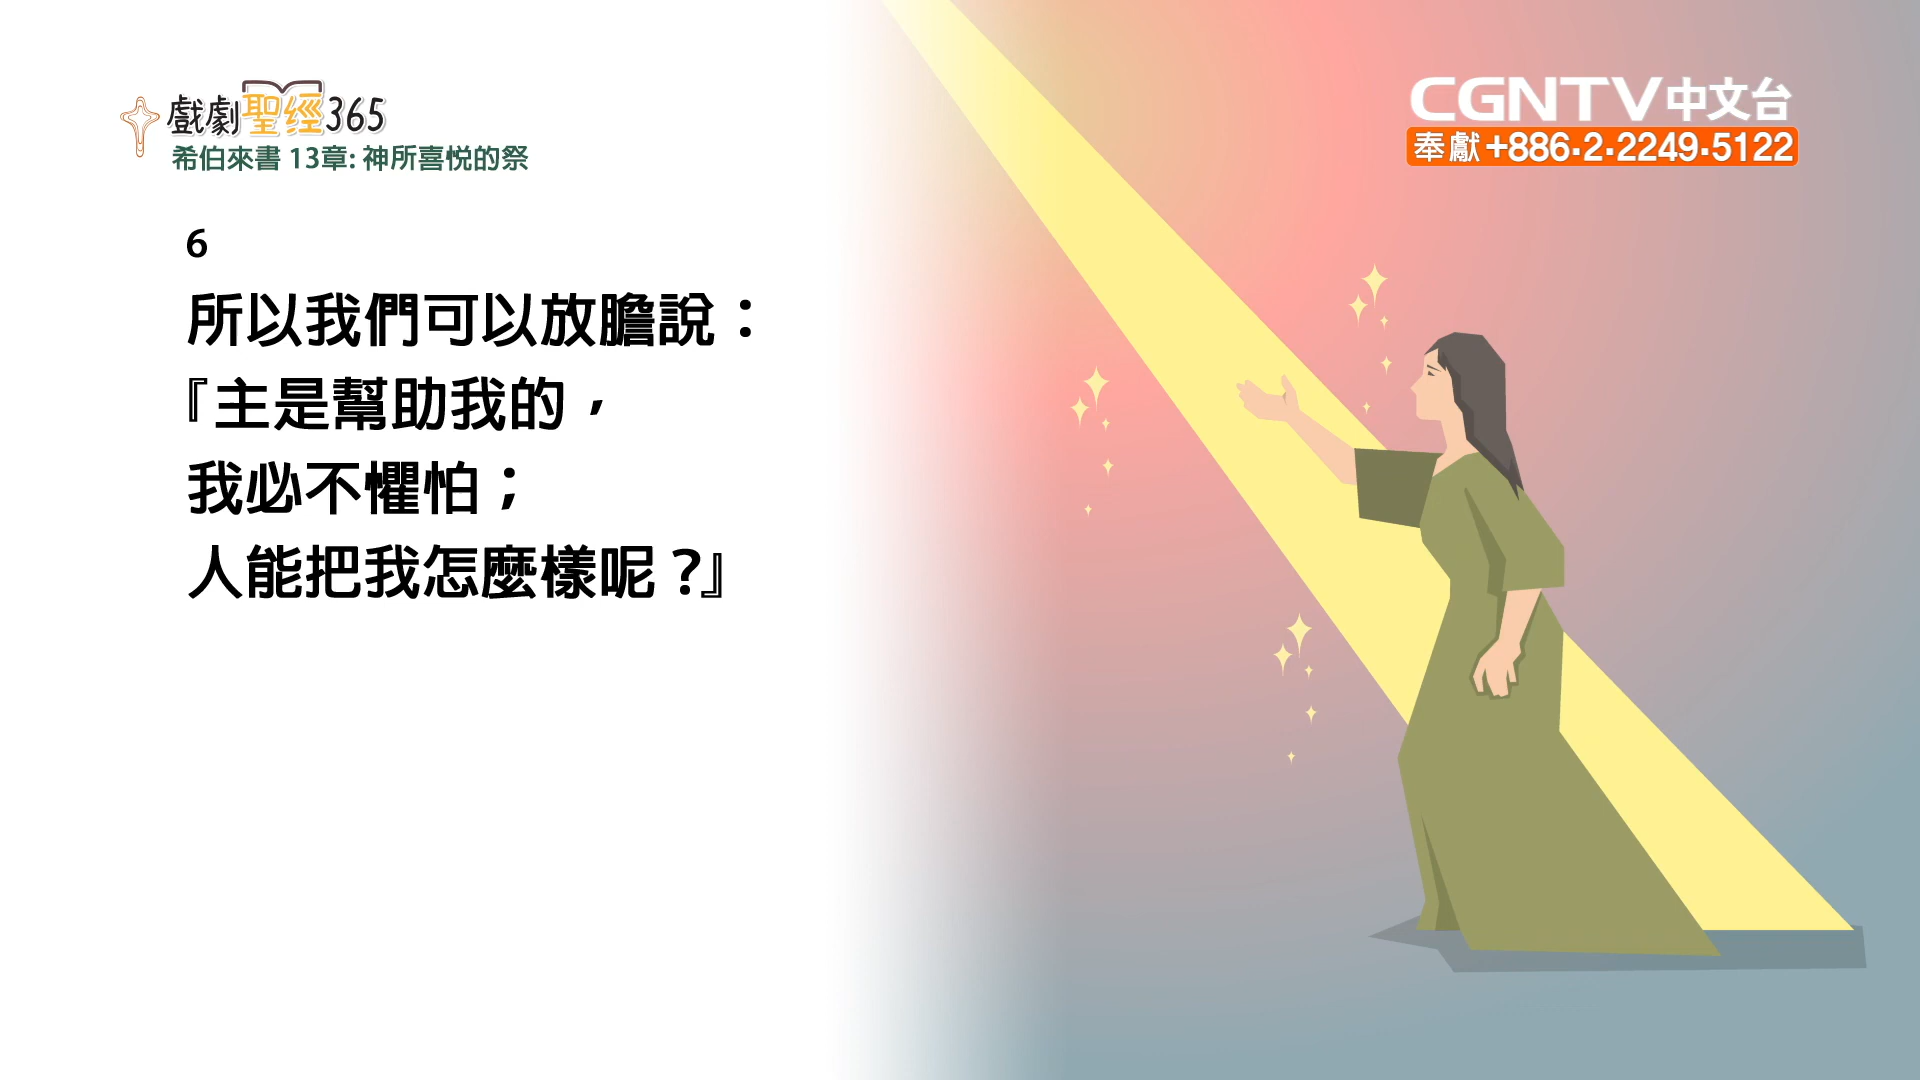 戲劇聖經365
希伯來書 13章: 神所喜悦的祭
CGNTV中文台
奉獻 +886·2·2249·5122
6
所以我們可以放膽說：
『主是幫助我的，
我必不懼怕；
人能把我怎麼樣呢？』